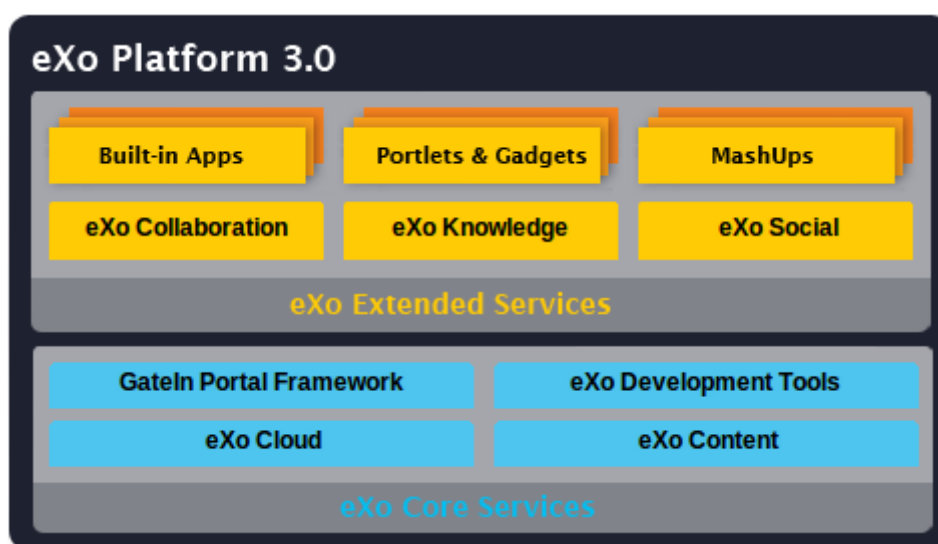 eXo Platform 3.0
Built-in Apps
Portlets & Gadgets
MashUps
eXo Collaboration
eXo Knowledge
eXo Social
eXo Extended Services
GateIn Portal Framework
eXo Development Tools
eXo Cloud
eXo Content
eXo Core Services